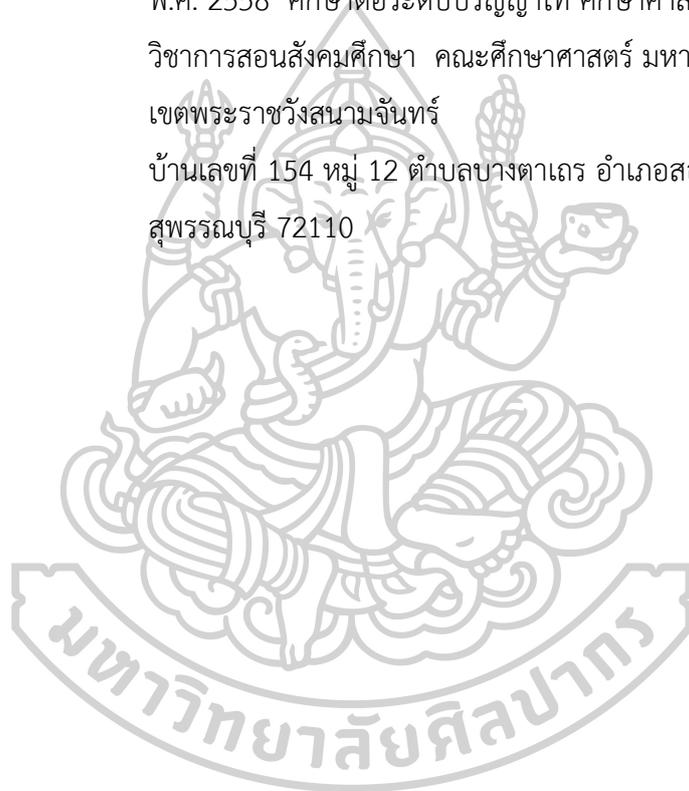 พ.ศ. 2558 ศึกษาต่อระดับปริญญาโท
วิชาการสอนสังคมศึกษา คณะศึกษาศาสตร์
เขตพระราชวังสนามจันทร์
บ้านเลขที่ 154 หมู่ 12 ตำบลบางตาเถร อำเภอ
สุพรรณบุรี 72110
มหาวิทยาลัยศิลปากร